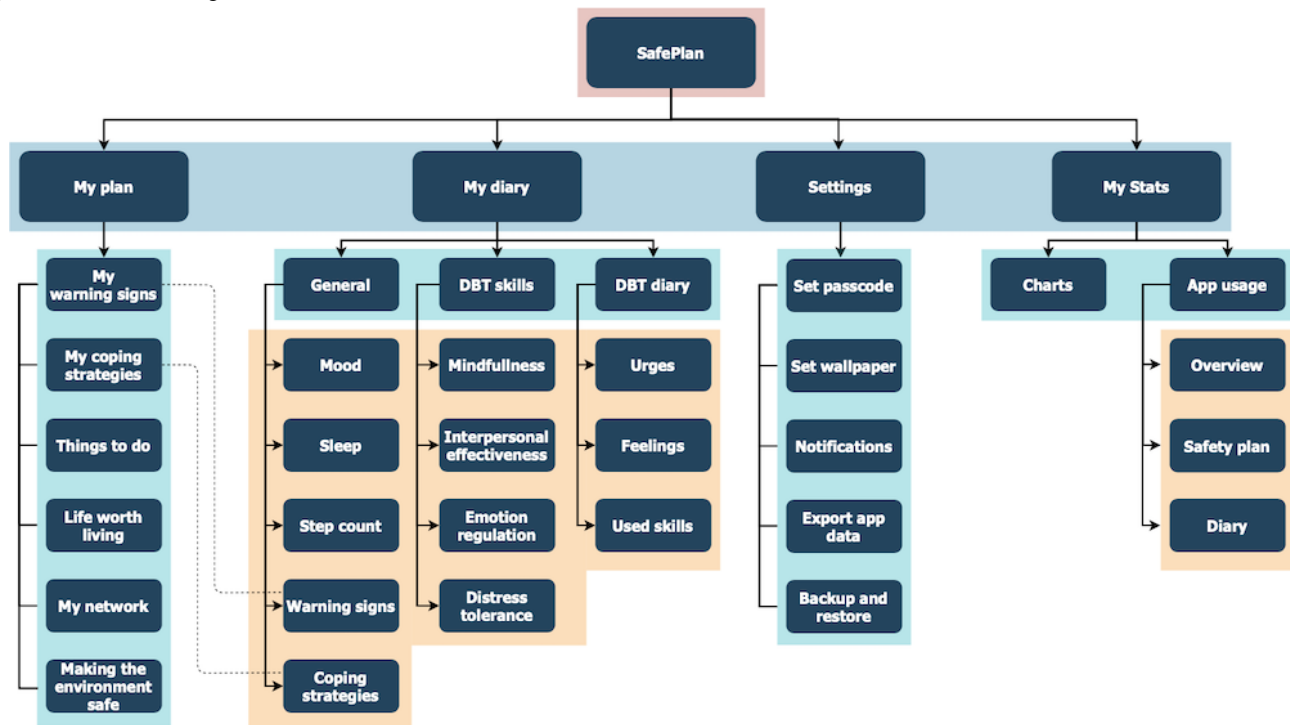 SafePlan
My plan
My diary
Settings
My Stats
My
warning signs
General
DBT skills
DBT diary
Set passcode
Charts
App usage
My coping
strategies
Mood
Mindfullness
Urges
Set wallpaper
Overview
Things to do
Sleep
Interpersonal
effectiveness
Feelings
Notifications
Safety plan
Life worth
living
Step count
Emotion
regulation
Used skills
Export app
data
Diary
My network
Warning signs
Distress
tolerance
Backup and
restore
Making the
environment
safe
Coping
strategies